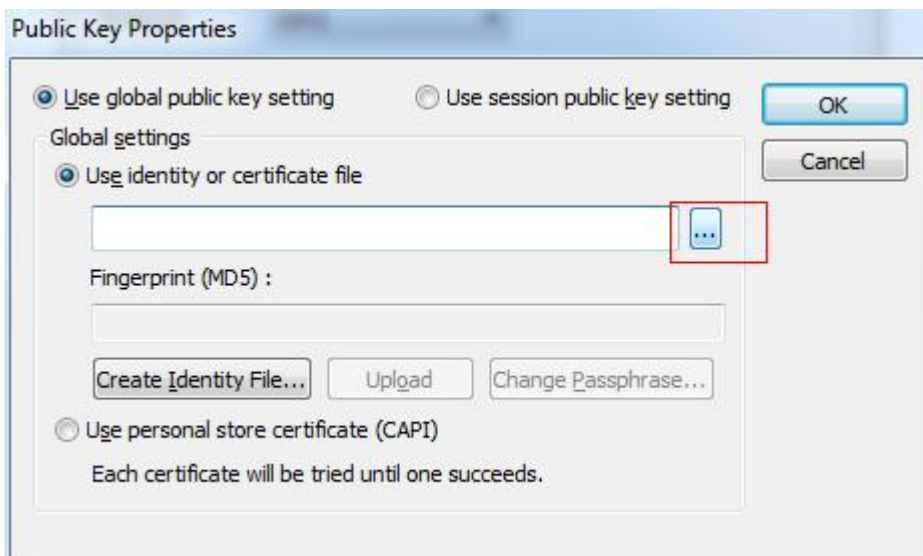 Public Key Properties
Use global public key setting
Use session public key setting
OK
Global settings
Cancel
Use identity or certificate file
...
Fingerprint (MD5) :
Create Identity File...
Upload
Change Passphrase...
Use personal store certificate (CAPI)
Each certificate will be tried until one succeeds.